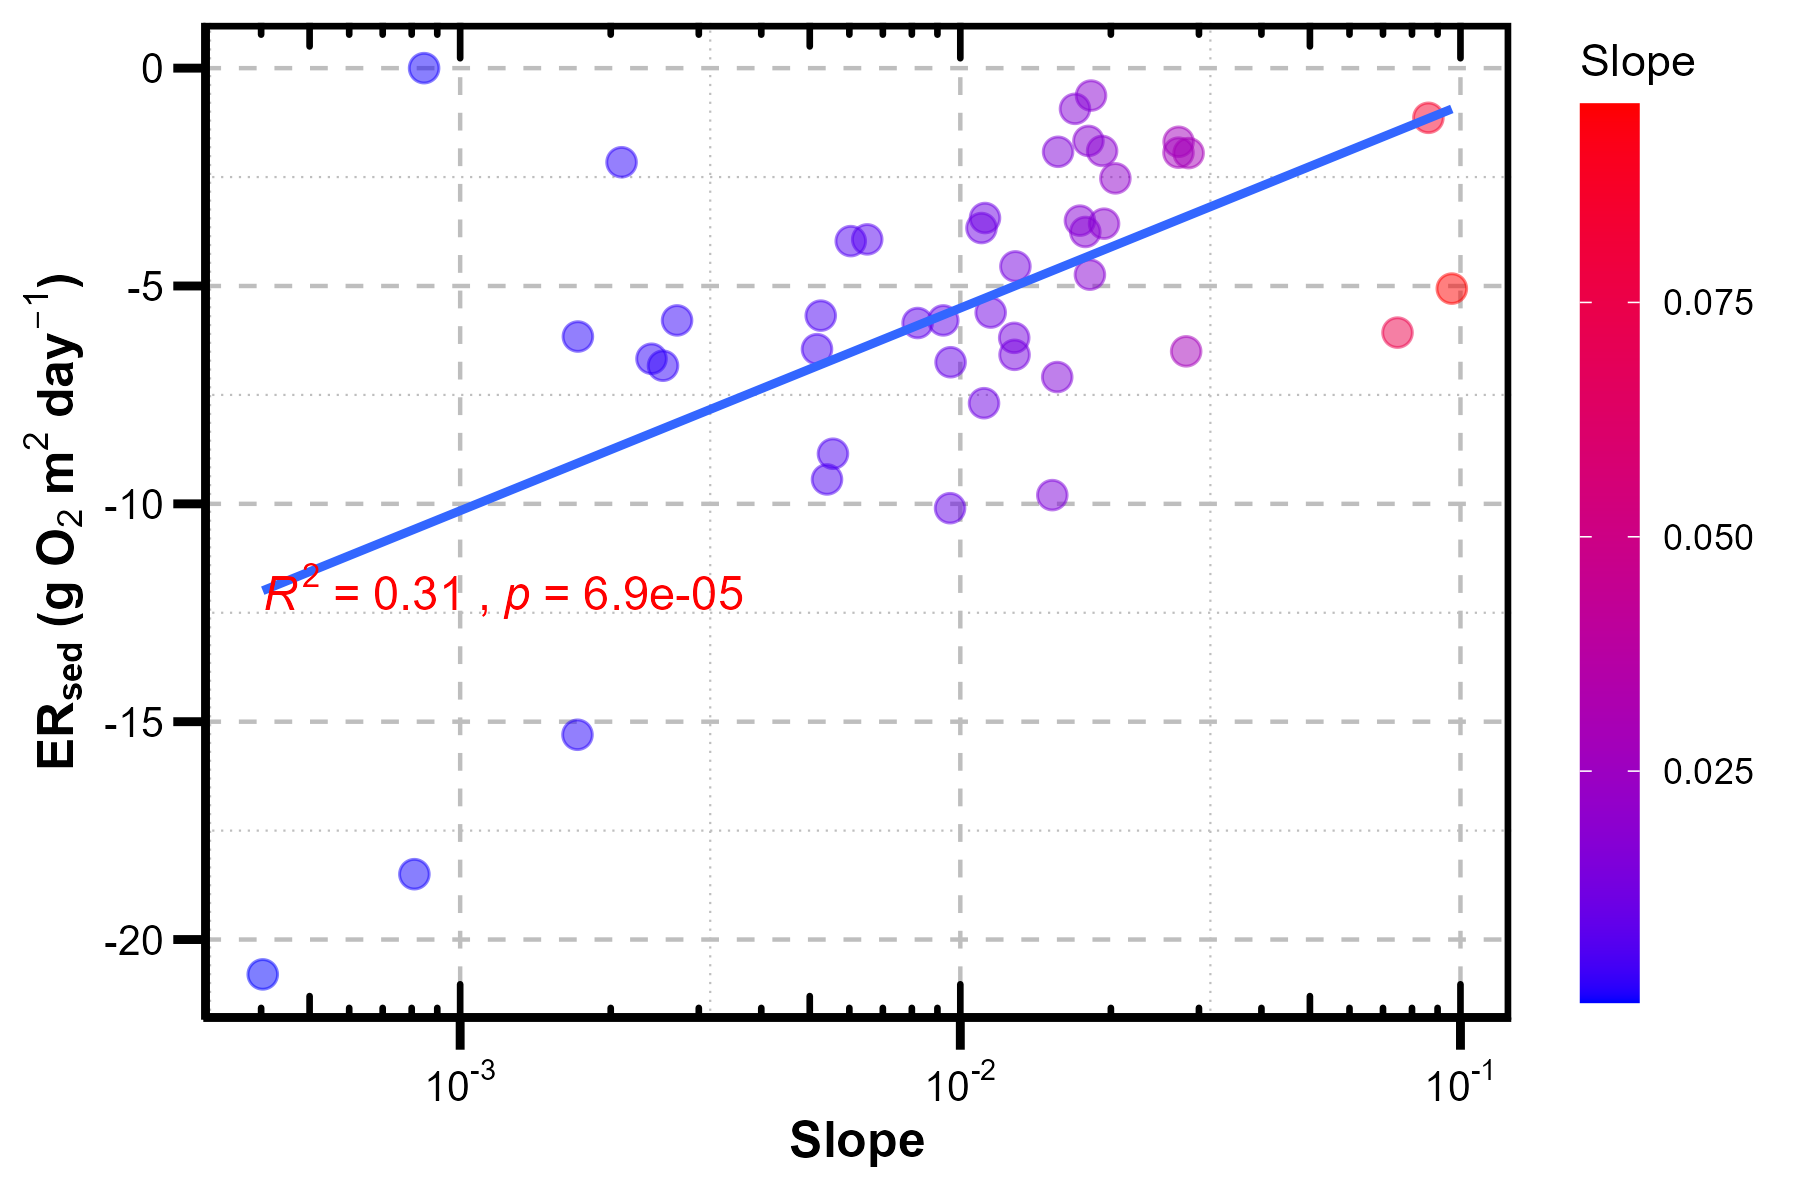 0
-5
-10
-15
-20
ER_sed (g O₂ m² day⁻¹)
R² = 0.31 , p = 6.9e-05
10⁻³
10⁻²
10⁻¹
Slope
Slope
0.075
0.050
0.025